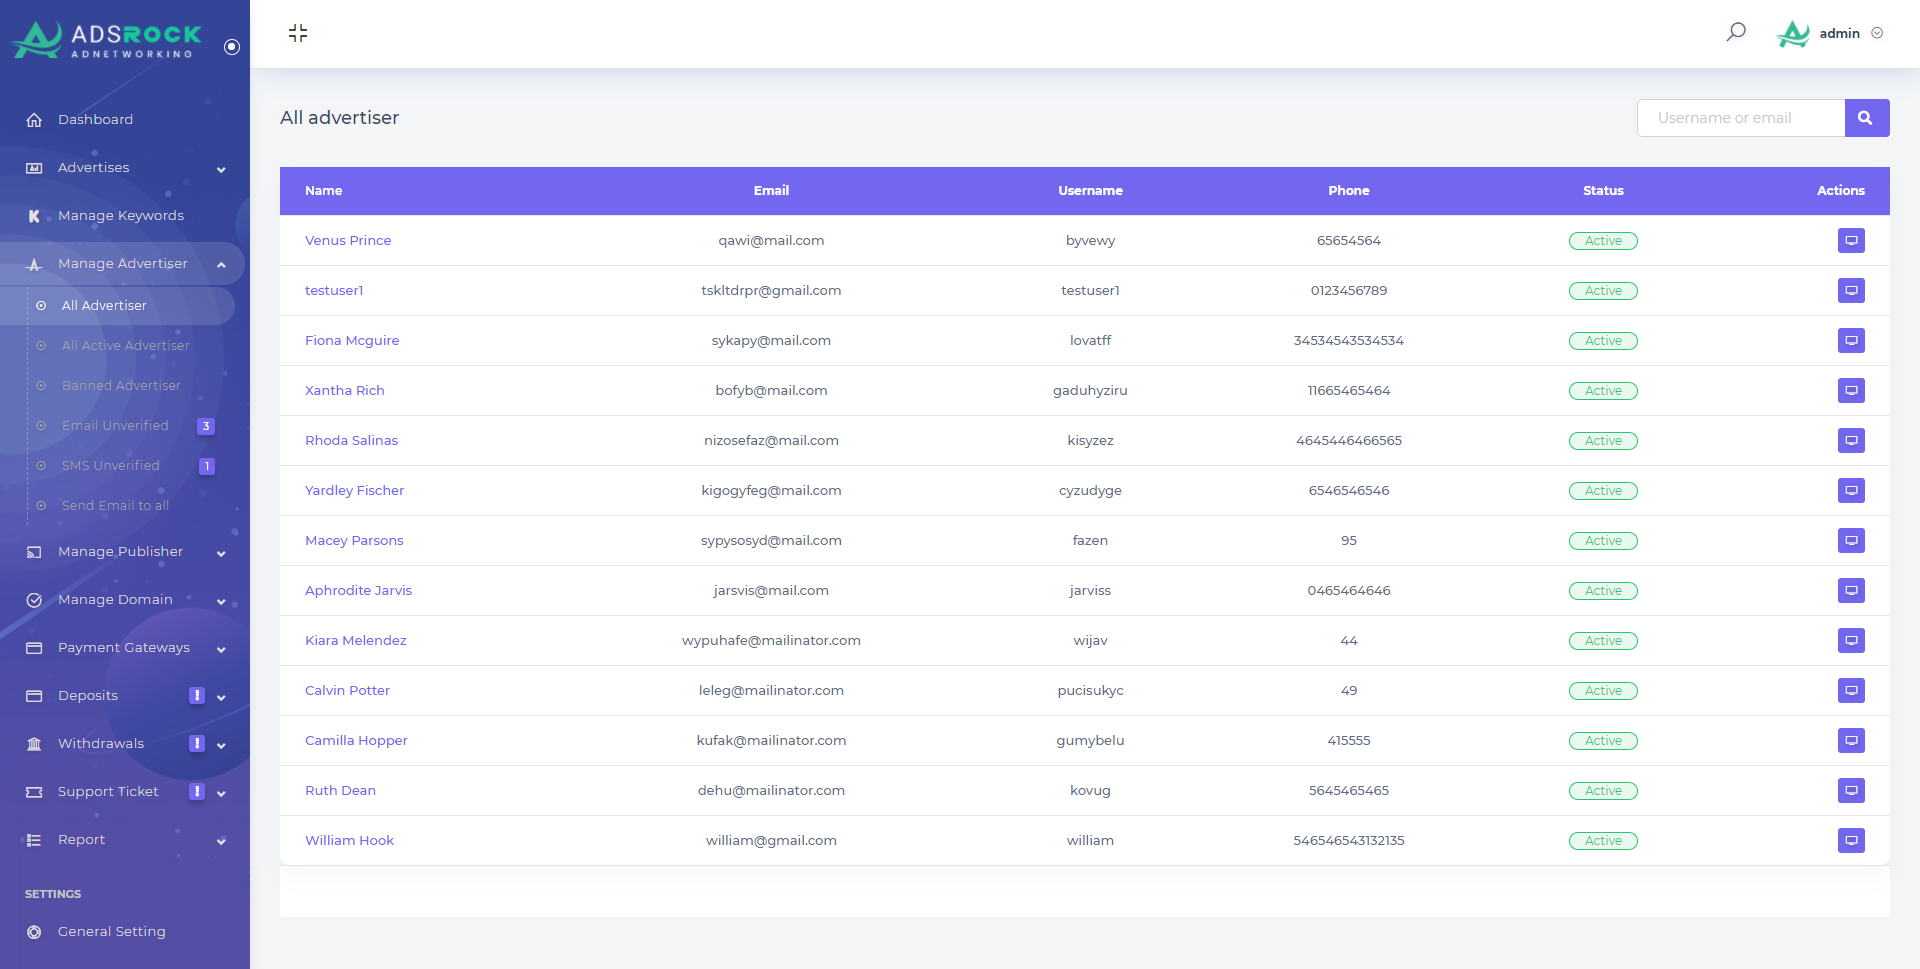 ADSROCK
ADNETWORKING
admin
Dashboard
Advertises
Manage Keywords
Manage Advertiser
All Advertiser
All Active Advertiser
Banned Advertiser
Email Unverified 3
SMS Unverified 1
Send Email to all
Manage Publisher
Manage Domain
Payment Gateways
Deposits !
Withdrawals !
Support Ticket !
Report
SETTINGS
General Setting
All advertiser
Username or email
Name Email Username Phone Status Actions
Venus Prince qawi@mail.com byvewy 65654564 Active
testuser1 tskltdrpr@gmail.com testuser1 0123456789 Active
Fiona Mcguire sykapy@mail.com lovatff 34534543534534 Active
Xantha Rich bofyb@mail.com gaduhyziru 11665465464 Active
Rhoda Salinas nizosefaz@mail.com kisyzez 4645446466565 Active
Yardley Fischer kigogyfeg@mail.com cyzudyge 6546546546 Active
Macey Parsons sypysosyd@mail.com fazen 95 Active
Aphrodite Jarvis jarsvis@mail.com jarviss 0465464646 Active
Kiara Melendez wypuhafe@mailinator.com wijav 44 Active
Calvin Potter leleg@mailinator.com pucisukyc 49 Active
Camilla Hopper kufak@mailinator.com gumybelu 415555 Active
Ruth Dean dehu@mailinator.com kovug 5645465465 Active
William Hook william@gmail.com william 546546543132135 Active